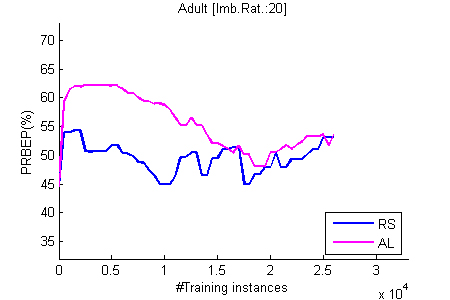 Adult [Imb.Rat.:20]
PRBEP(%)
70
65
60
55
50
45
40
35
0 0.5 1 1.5 2 2.5 3
#Training instances
x 10^4
RS
AL